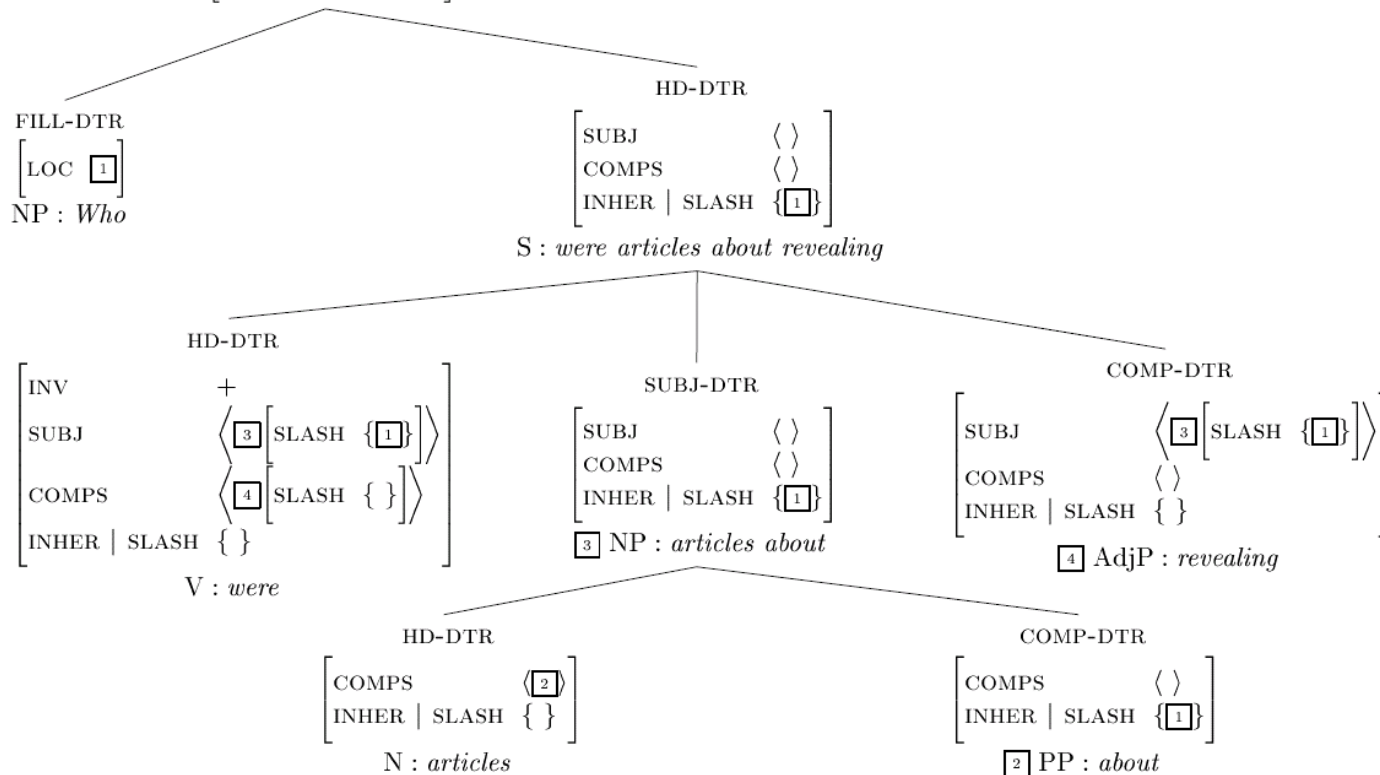 HD-DTR
FILL-DTR
SUBJ ⟨ ⟩
LOC 1
COMPS ⟨ ⟩
INHER | SLASH {1}
NP : Who
S : were articles about revealing
HD-DTR
INV +
SUBJ ⟨3[SLASH {1}]⟩
COMPS ⟨4[SLASH { }]⟩
INHER | SLASH { }
V : were
SUBJ-DTR
SUBJ ⟨ ⟩
COMPS ⟨ ⟩
INHER | SLASH {1}
3 NP : articles about
COMP-DTR
SUBJ ⟨3[SLASH {1}]⟩
COMPS ⟨ ⟩
INHER | SLASH { }
4 AdjP : revealing
HD-DTR
COMPS ⟨2⟩
INHER | SLASH { }
N : articles
COMP-DTR
COMPS ⟨ ⟩
INHER | SLASH {1}
2 PP : about